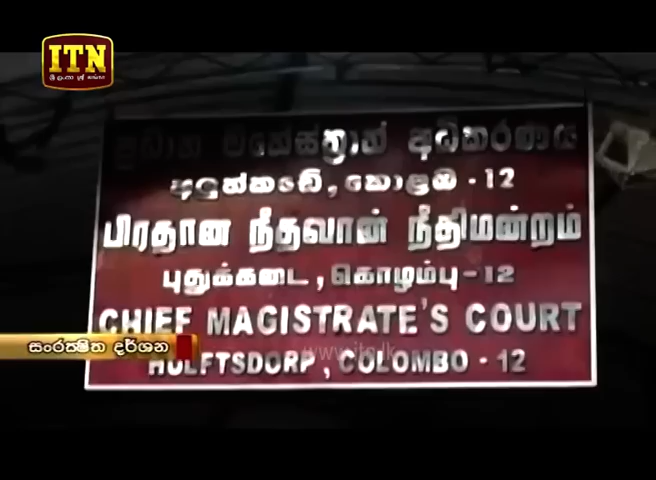 ITN
ප්‍රධාන මහේස්ත්‍රාත් අධිකරණය
අලුත්කඩේ, කොළඹ - 12
பிரதான நீதவான் நீதிமன்றம்
புதுக்கடை, கொழம்பு - 12
CHIEF MAGISTRATE'S COURT
සංරක්ෂිත දර්ශන
HULFTSDORP, COLOMBO - 12
www.itn.lk